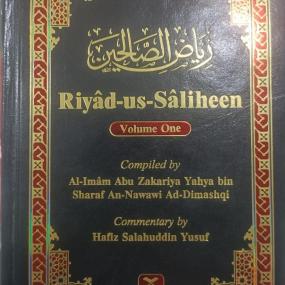 رياض الصالحين
Riyâd-us-Sâliheen
Volume One
Compiled by
Al-Imâm Abu Zakariya Yahya bin
Sharaf An-Nawawi Ad-Dimashqi
Commentary by
Hafiz Salahuddin Yusuf